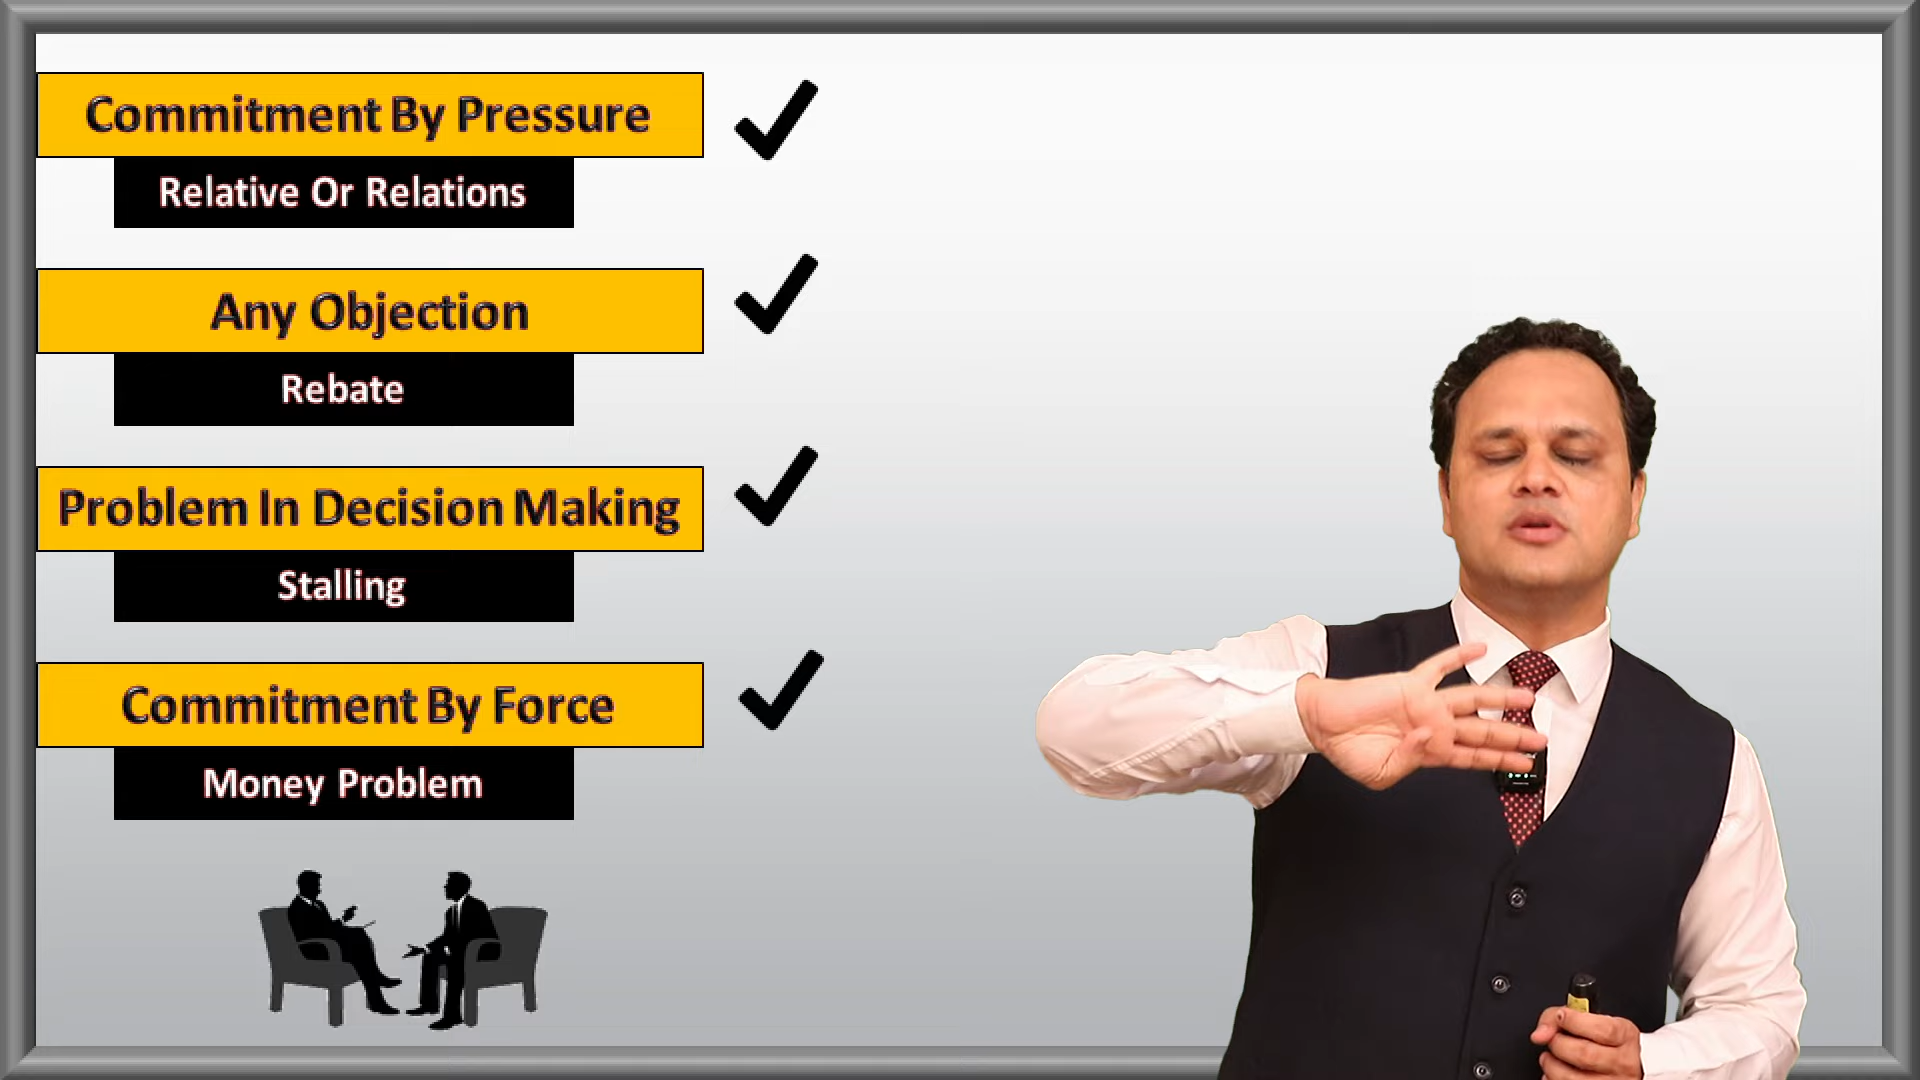 Commitment By Pressure
Relative Or Relations
Any Objection
Rebate
Problem In Decision Making
Stalling
Commitment By Force
Money Problem